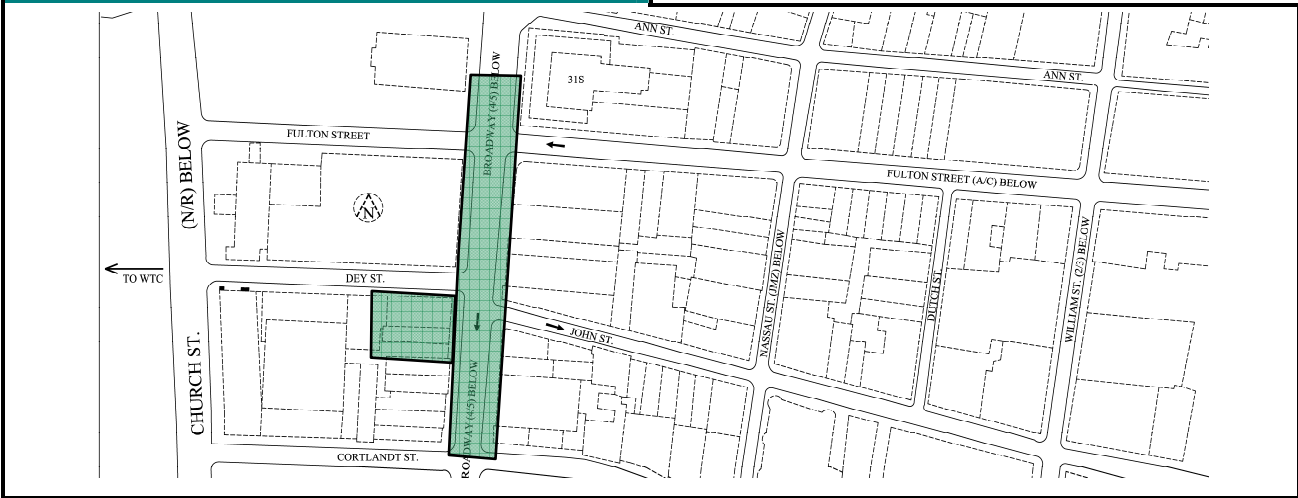 ANN ST.
ANN ST.
31S
BROADWAY (4/5) BELOW
FULTON STREET
(N/R) BELOW
FULTON STREET (A/C) BELOW
N
TO WTC
DEY ST.
NASSAU ST. (JMZ) BELOW
DUTCH ST.
WILLIAM ST. (2/3) BELOW
JOHN ST.
CHURCH ST.
ROADWAY (4/5) BELOW
CORTLANDT ST.